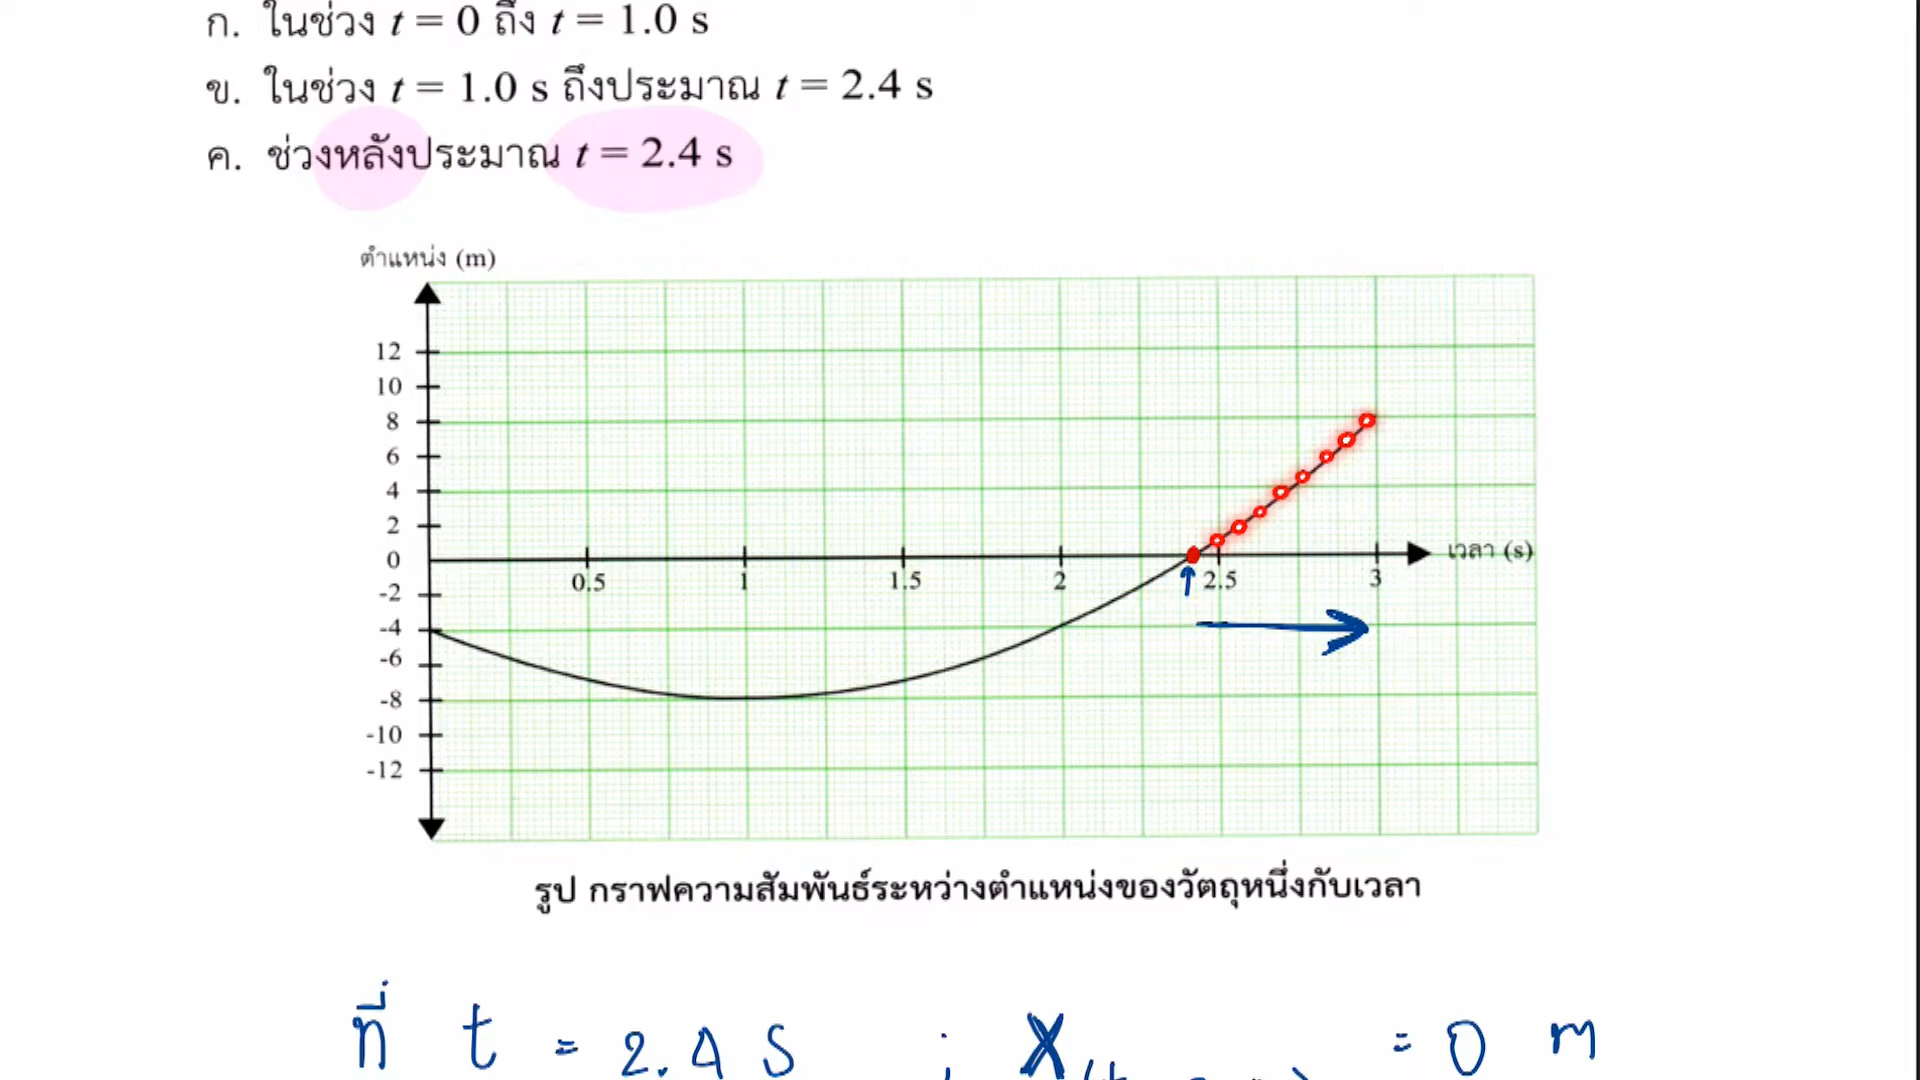 ก. ในช่วง t = 0 ถึง t = 1.0 s
ข. ในช่วง t = 1.0 s ถึงประมาณ t = 2.4 s
ค. ช่วงหลังประมาณ t = 2.4 s
ตำแหน่ง (m)
12
10
8
6
4
2
0
-2
-4
-6
-8
-10
-12
0.5 1 1.5 2 2.5 3
เวลา (s)
รูป กราฟความสัมพันธ์ระหว่างตำแหน่งของวัตถุหนึ่งกับเวลา
ที่ t = 2.4 s ; x = 0 m